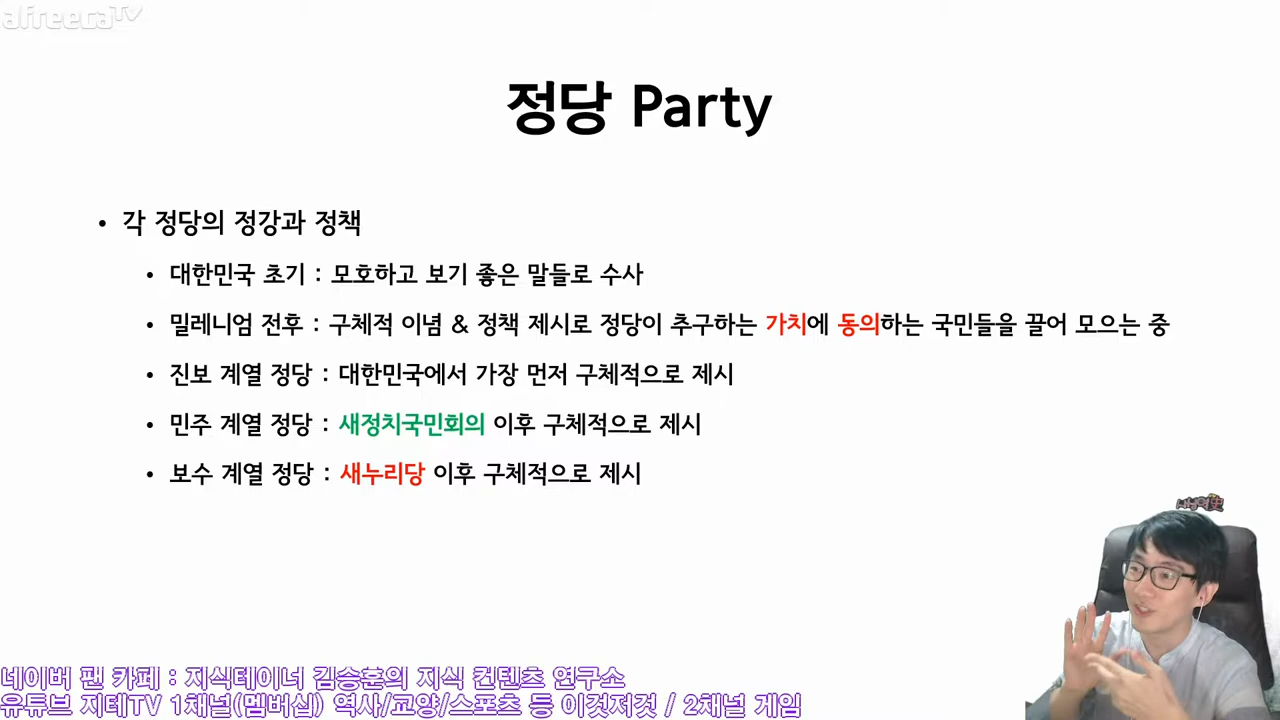 afreecaTV
정당 Party
• 각 정당의 정강과 정책
• 대한민국 초기 : 모호하고 보기 좋은 말들로 수사
• 밀레니엄 전후 : 구체적 이념 & 정책 제시로 정당이 추구하는 가치에 동의하는 국민들을 끌어 모으는 중
• 진보 계열 정당 : 대한민국에서 가장 먼저 구체적으로 제시
• 민주 계열 정당 : 새정치국민회의 이후 구체적으로 제시
• 보수 계열 정당 : 새누리당 이후 구체적으로 제시
네이버 팬 카페 : 지식테이너 김승훈의 지식 컨텐츠 연구소
유튜브 지테TV 1채널(멤버십) 역사/교양/스포츠 등 이것저것 / 2채널 게임